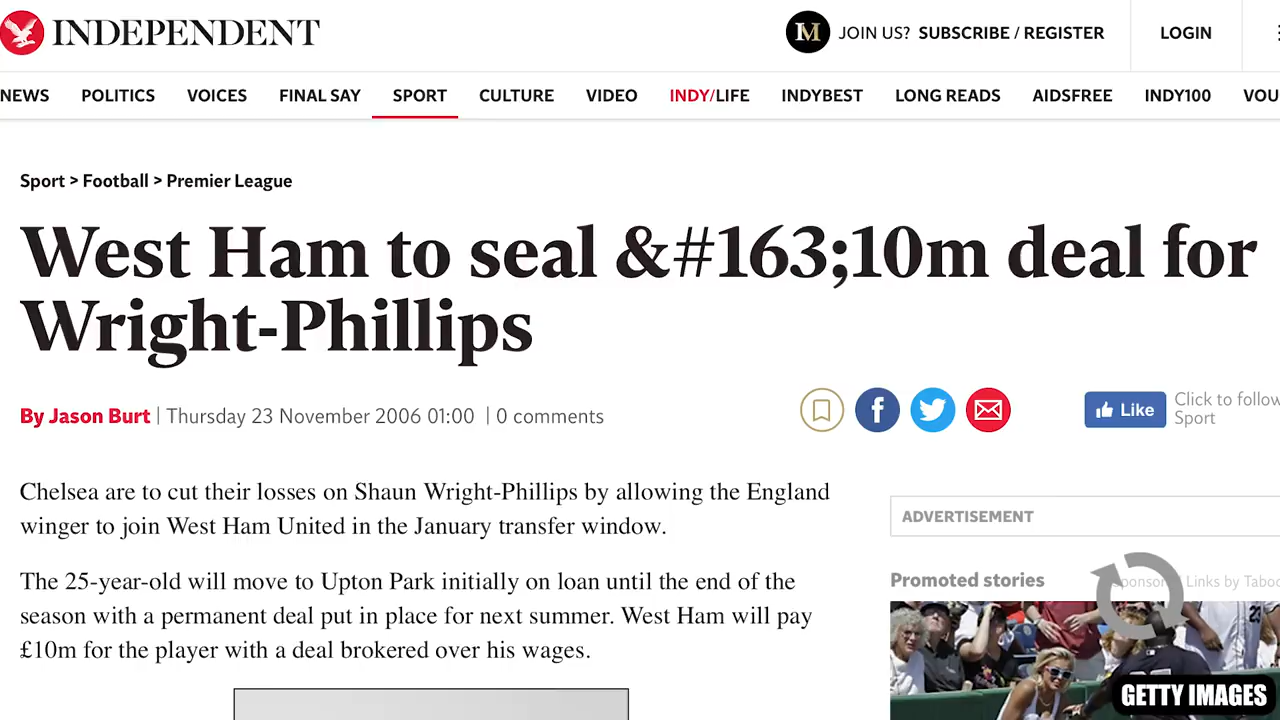 INDEPENDENT
JOIN US? SUBSCRIBE / REGISTER
LOGIN
NEWS POLITICS VOICES FINAL SAY SPORT CULTURE VIDEO INDY/LIFE INDYBEST LONG READS AIDSFREE INDY100 VOU
Sport > Football > Premier League
West Ham to seal &#163;10m deal for
Wright-Phillips
By Jason Burt | Thursday 23 November 2006 01:00 | 0 comments
Like
Click to follow
Sport
Chelsea are to cut their losses on Shaun Wright-Phillips by allowing the England
winger to join West Ham United in the January transfer window.
The 25-year-old will move to Upton Park initially on loan until the end of the
season with a permanent deal put in place for next summer. West Ham will pay
£10m for the player with a deal brokered over his wages.
ADVERTISEMENT
Promoted stories
Links by Taboo
GETTY IMAGES